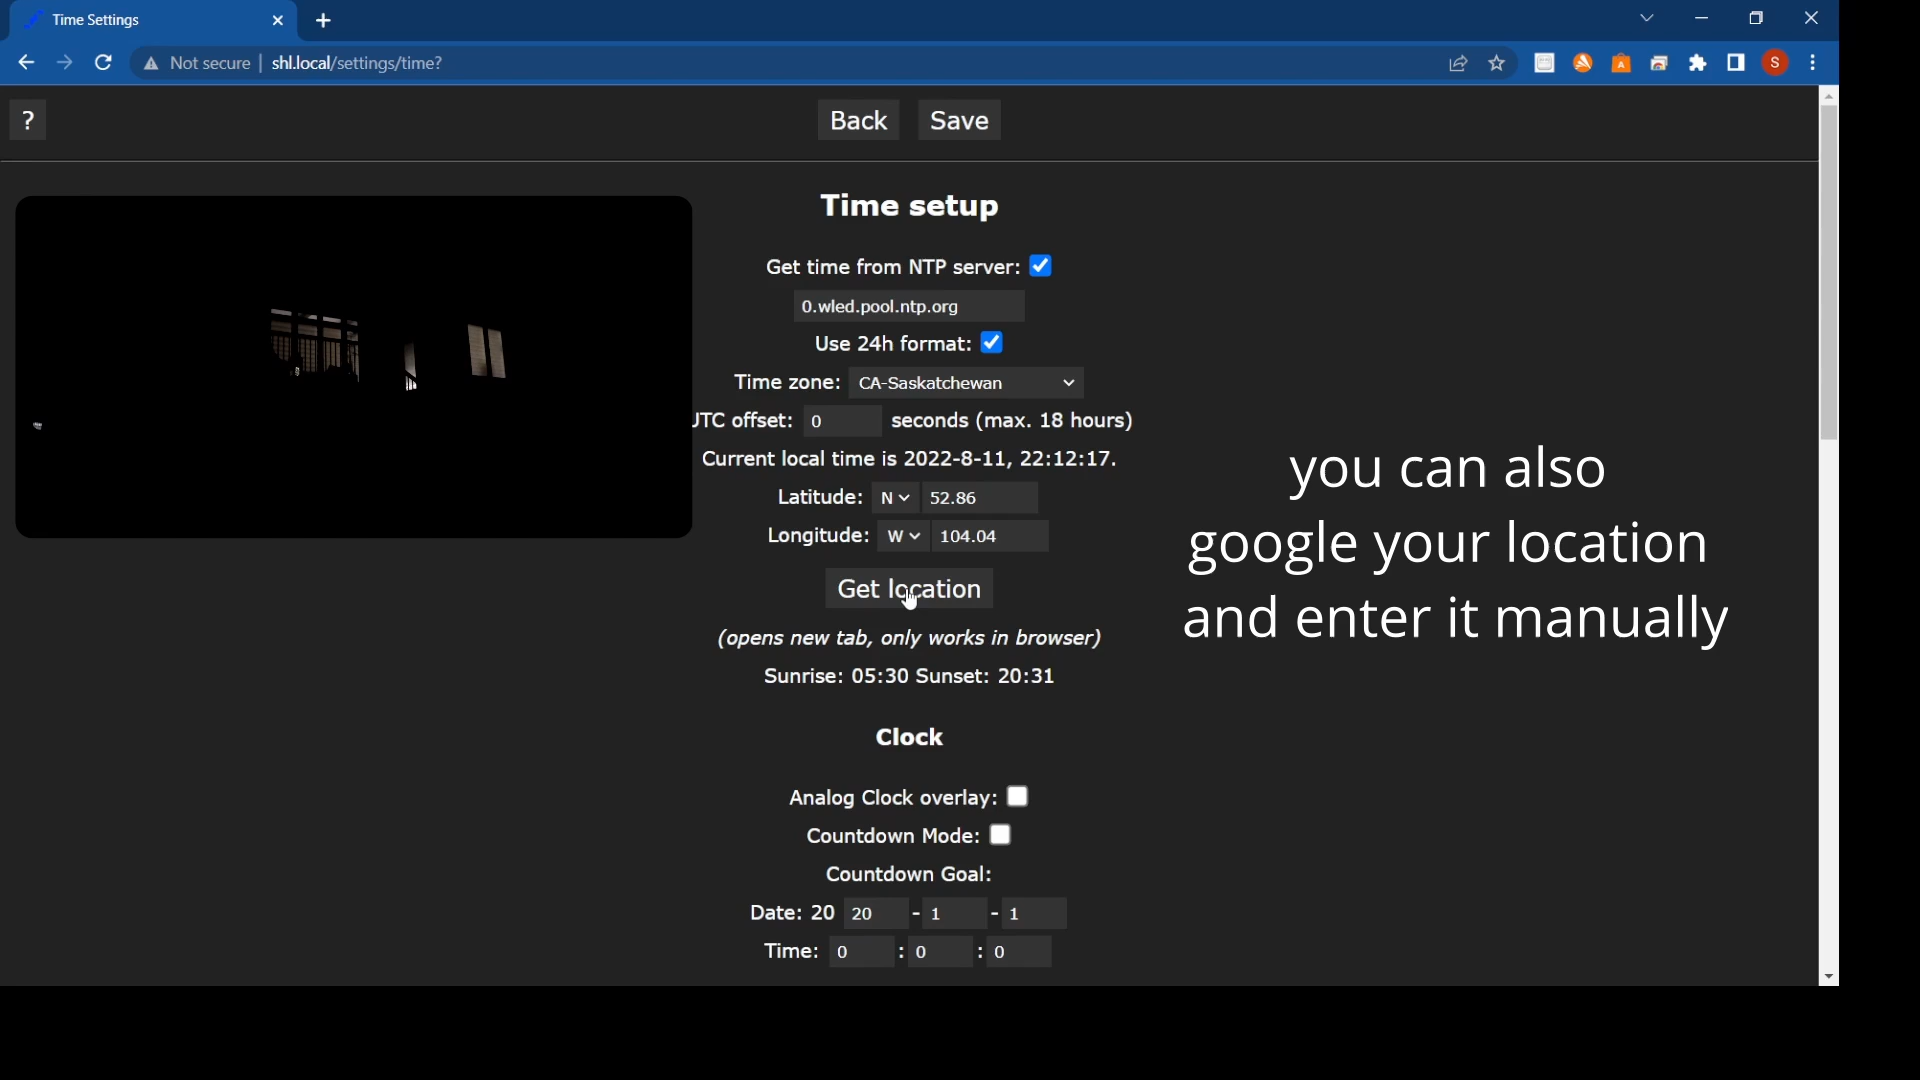 Time Settings
Not secure | shl.local/settings/time?
S
?
Back Save
Time setup
Get time from NTP server:
0.wled.pool.ntp.org
Use 24h format:
Time zone: CA-Saskatchewan
UTC offset: 0 seconds (max. 18 hours)
Current local time is 2022-8-11, 22:12:17.
Latitude: N 52.86
Longitude: W 104.04
Get location
(opens new tab, only works in browser)
Sunrise: 05:30 Sunset: 20:31
you can also
google your location
and enter it manually
Clock
Analog Clock overlay:
Countdown Mode:
Countdown Goal:
Date: 20 20 - 1 - 1
Time: 0 : 0 : 0